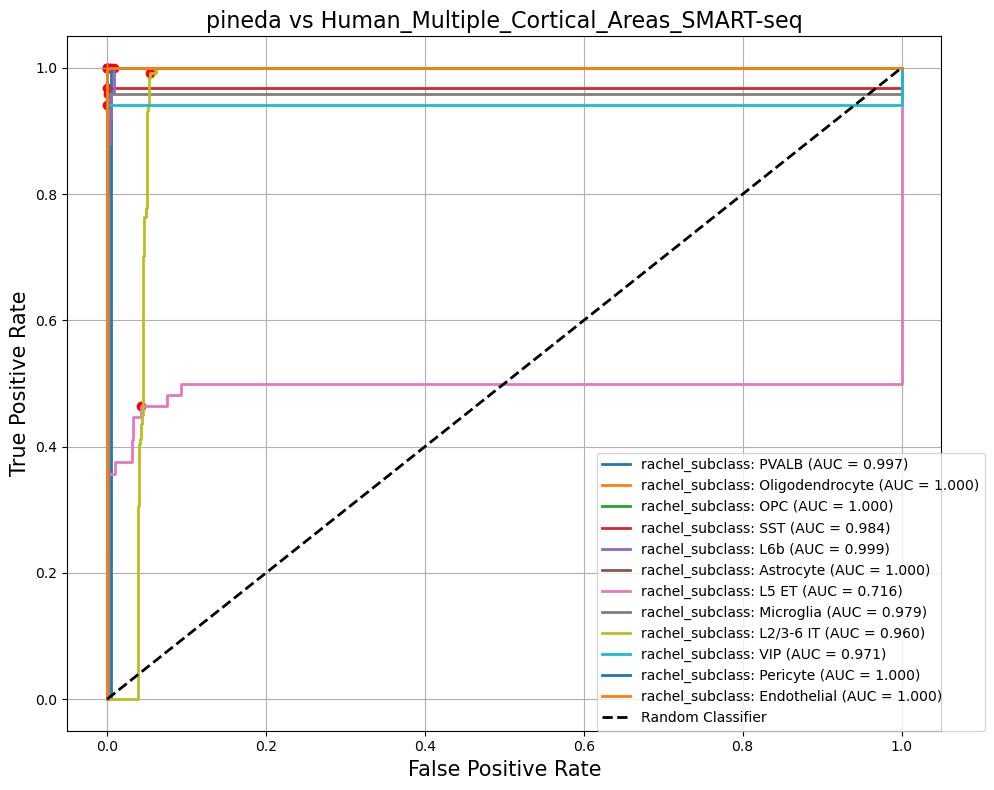 pineda vs Human_Multiple_Cortical_Areas_SMART-seq
True Positive Rate
1.0
0.8
0.6
0.4
0.2
0.0
rachel_subclass: PVALB (AUC = 0.997)
rachel_subclass: Oligodendrocyte (AUC = 1.000)
rachel_subclass: OPC (AUC = 1.000)
rachel_subclass: SST (AUC = 0.984)
rachel_subclass: L6b (AUC = 0.999)
rachel_subclass: Astrocyte (AUC = 1.000)
rachel_subclass: L5 ET (AUC = 0.716)
rachel_subclass: Microglia (AUC = 0.979)
rachel_subclass: L2/3-6 IT (AUC = 0.960)
rachel_subclass: VIP (AUC = 0.971)
rachel_subclass: Pericyte (AUC = 1.000)
rachel_subclass: Endothelial (AUC = 1.000)
Random Classifier
0.0 0.2 0.4 0.6 0.8 1.0
False Positive Rate